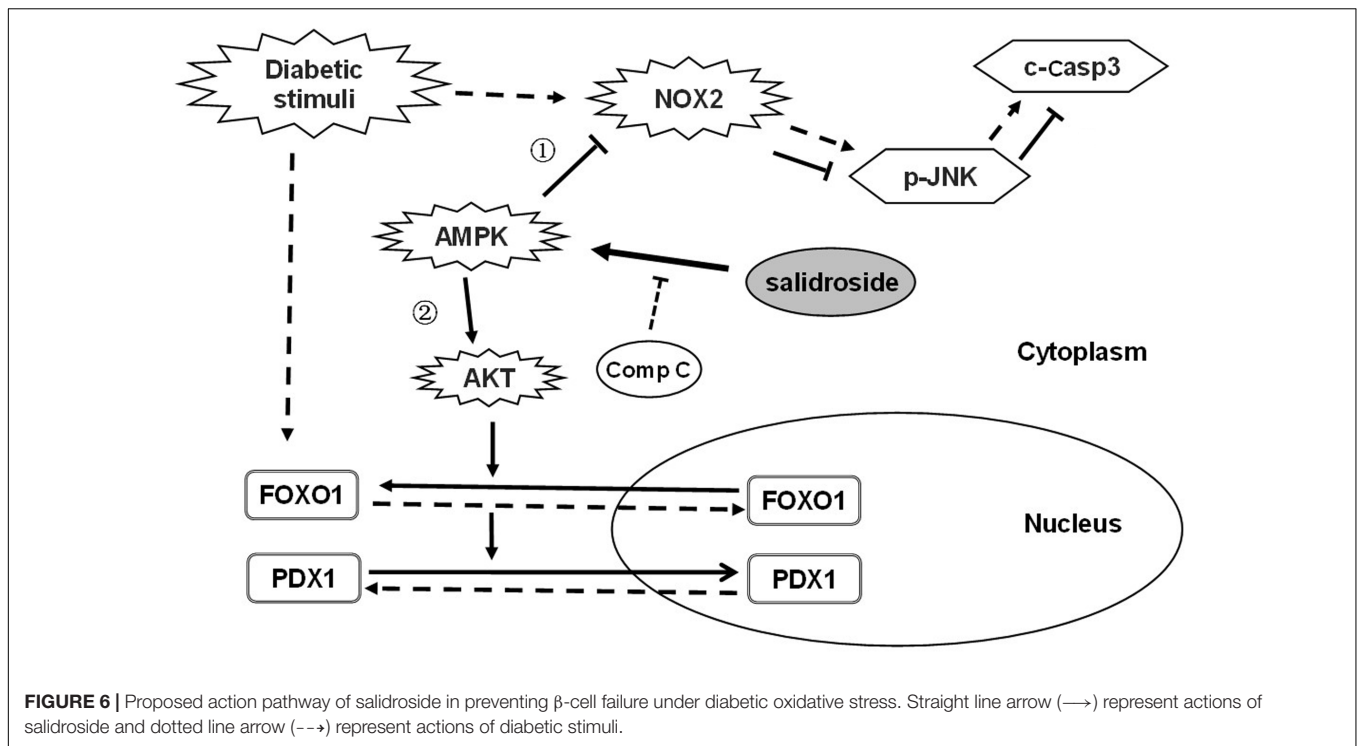 Diabetic
stimuli
NOX2
c-Casp3
①
p-JNK
AMPK
salidroside
②
Comp C
Cytoplasm
AKT
FOXO1
FOXO1
Nucleus
PDX1
PDX1
FIGURE 6 | Proposed action pathway of salidroside in preventing β-cell failure under diabetic oxidative stress. Straight line arrow (—→) represent actions of
salidroside and dotted line arrow (--→) represent actions of diabetic stimuli.